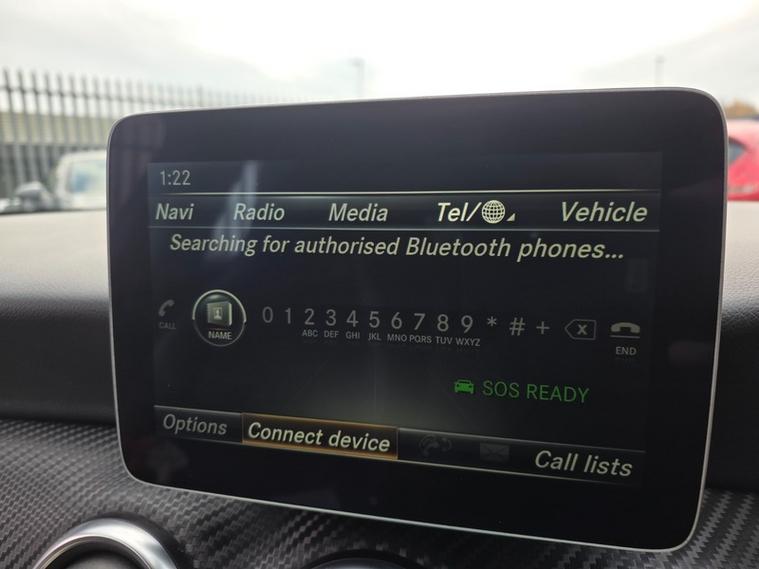 1:22
Navi Radio Media Tel/ Vehicle
Searching for authorised Bluetooth phones...
CALL NAME 0 1 2 3 4 5 6 7 8 9 * # + END
ABC DEF GHI JKL MNO PQRS TUV WXYZ
SOS READY
Options Connect device Call lists